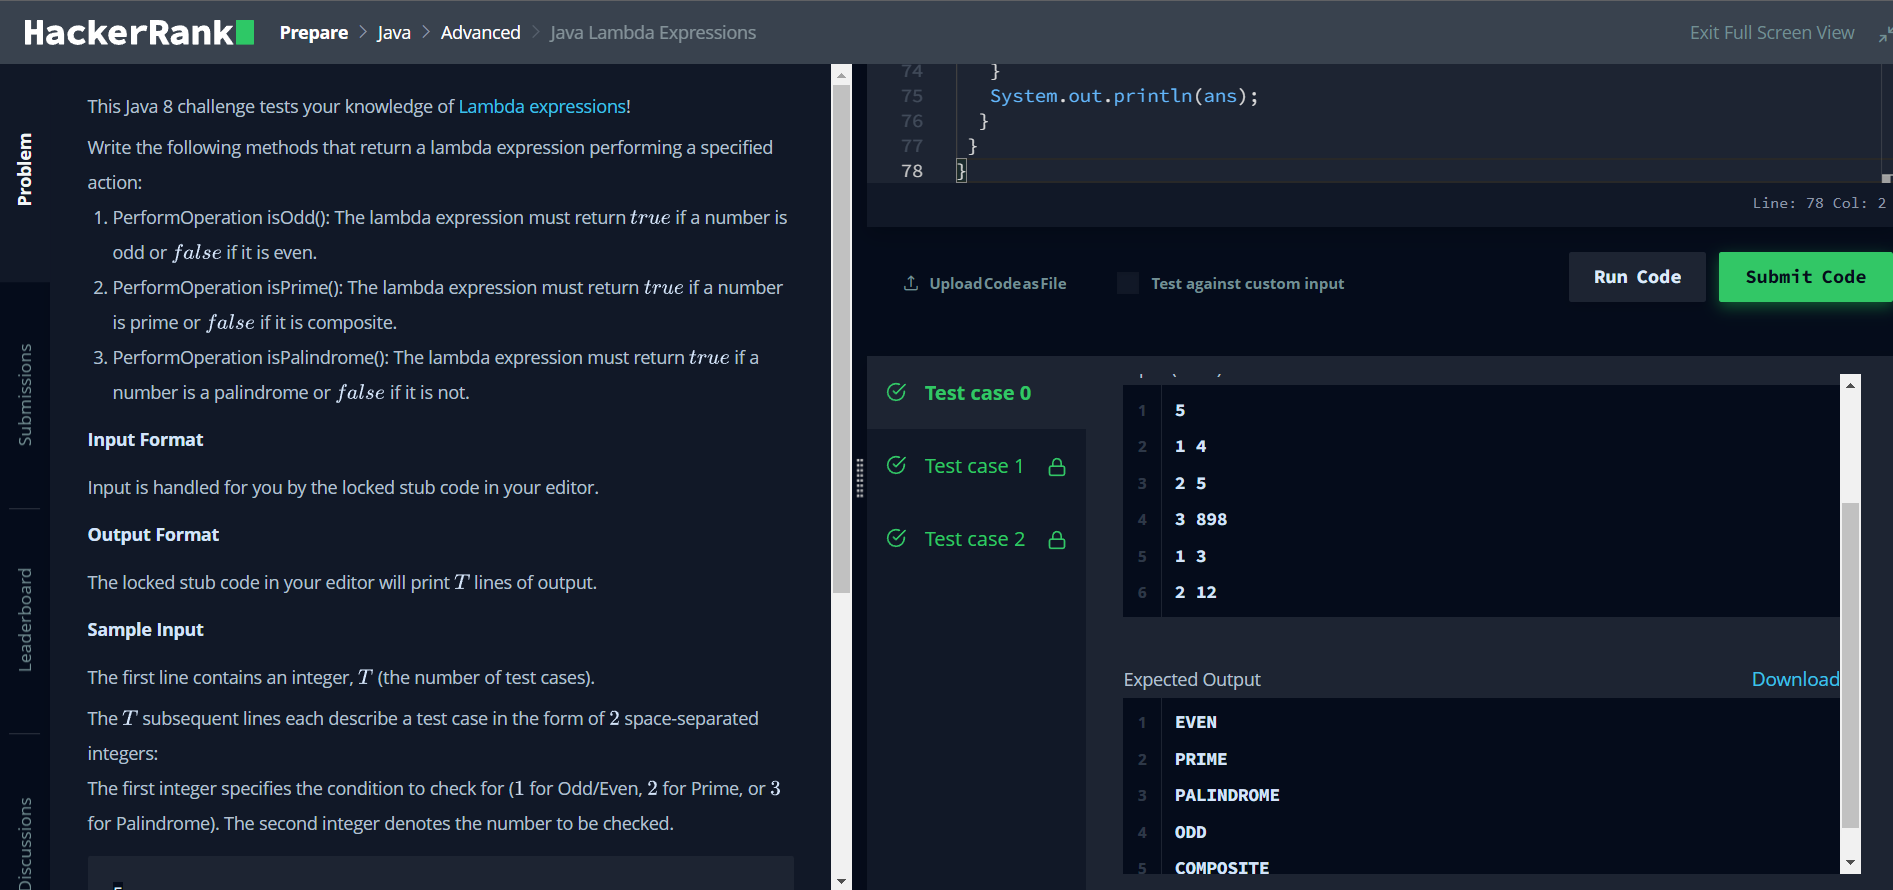 HackerRank
Prepare > Java > Advanced > Java Lambda Expressions
Exit Full Screen View
Problem
Submissions
Leaderboard
Discussions
This Java 8 challenge tests your knowledge of Lambda expressions!
Write the following methods that return a lambda expression performing a specified
action:
1. PerformOperation isOdd(): The lambda expression must return true if a number is
odd or false if it is even.
2. PerformOperation isPrime(): The lambda expression must return true if a number
is prime or false if it is composite.
3. PerformOperation isPalindrome(): The lambda expression must return true if a
number is a palindrome or false if it is not.
Input Format
Input is handled for you by the locked stub code in your editor.
Output Format
The locked stub code in your editor will print T lines of output.
Sample Input
The first line contains an integer, T (the number of test cases).
The T subsequent lines each describe a test case in the form of 2 space-separated
integers:
The first integer specifies the condition to check for (1 for Odd/Even, 2 for Prime, or 3
for Palindrome). The second integer denotes the number to be checked.
74 }
75 System.out.println(ans);
76 }
77 }
78 }
Line: 78 Col: 2
Upload Code as File
Test against custom input
Run Code
Submit Code
Test case 0
Test case 1
Test case 2
1 5
2 1 4
3 2 5
4 3 898
5 1 3
6 2 12
Expected Output
Download
1 EVEN
2 PRIME
3 PALINDROME
4 ODD
5 COMPOSITE